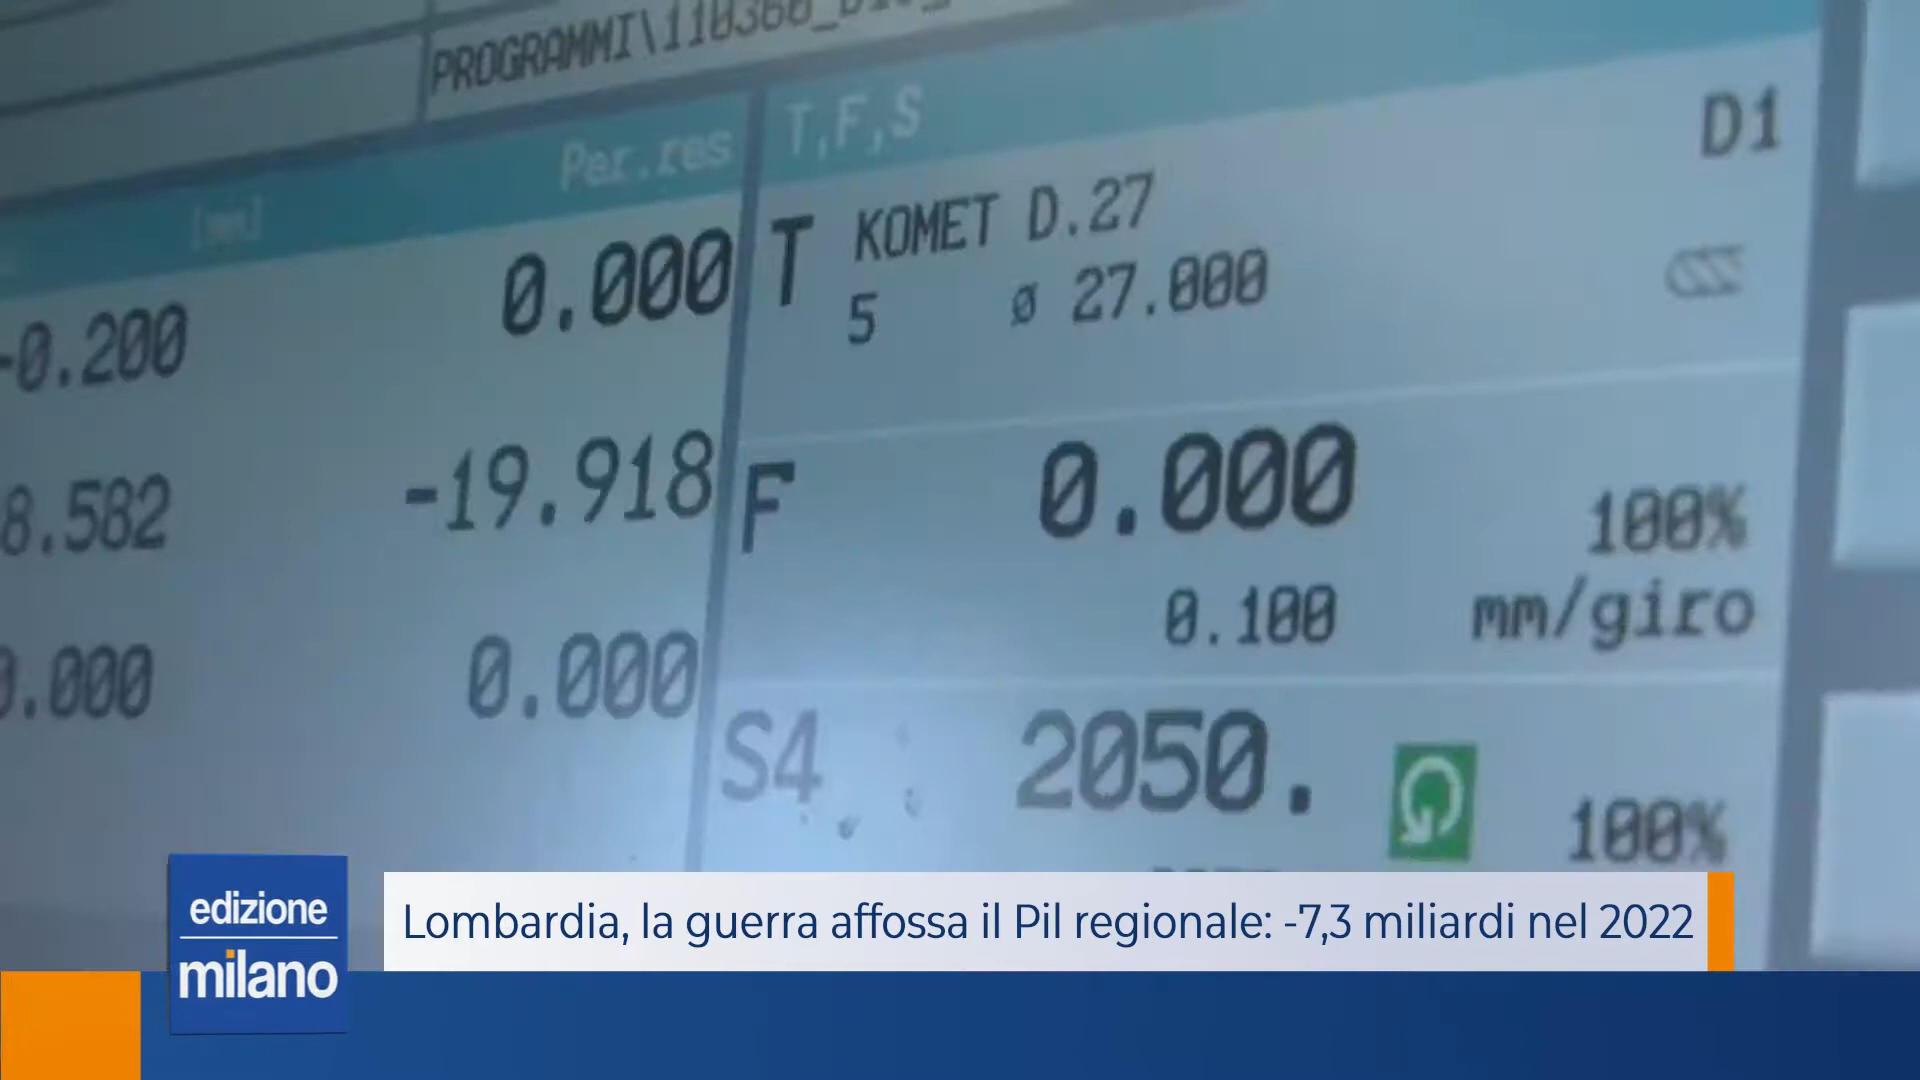 PROGRAMMI\110360_
[mm] Per.res T,F,S
D1
-0.200 0.000 T KOMET D.27
5 ø 27.000
8.582 -19.918 F 0.000 100%
0.100 mm/giro
0.000 0.000
S4 2050. 100%
edizione
milano
Lombardia, la guerra affossa il Pil regionale: -7,3 miliardi nel 2022